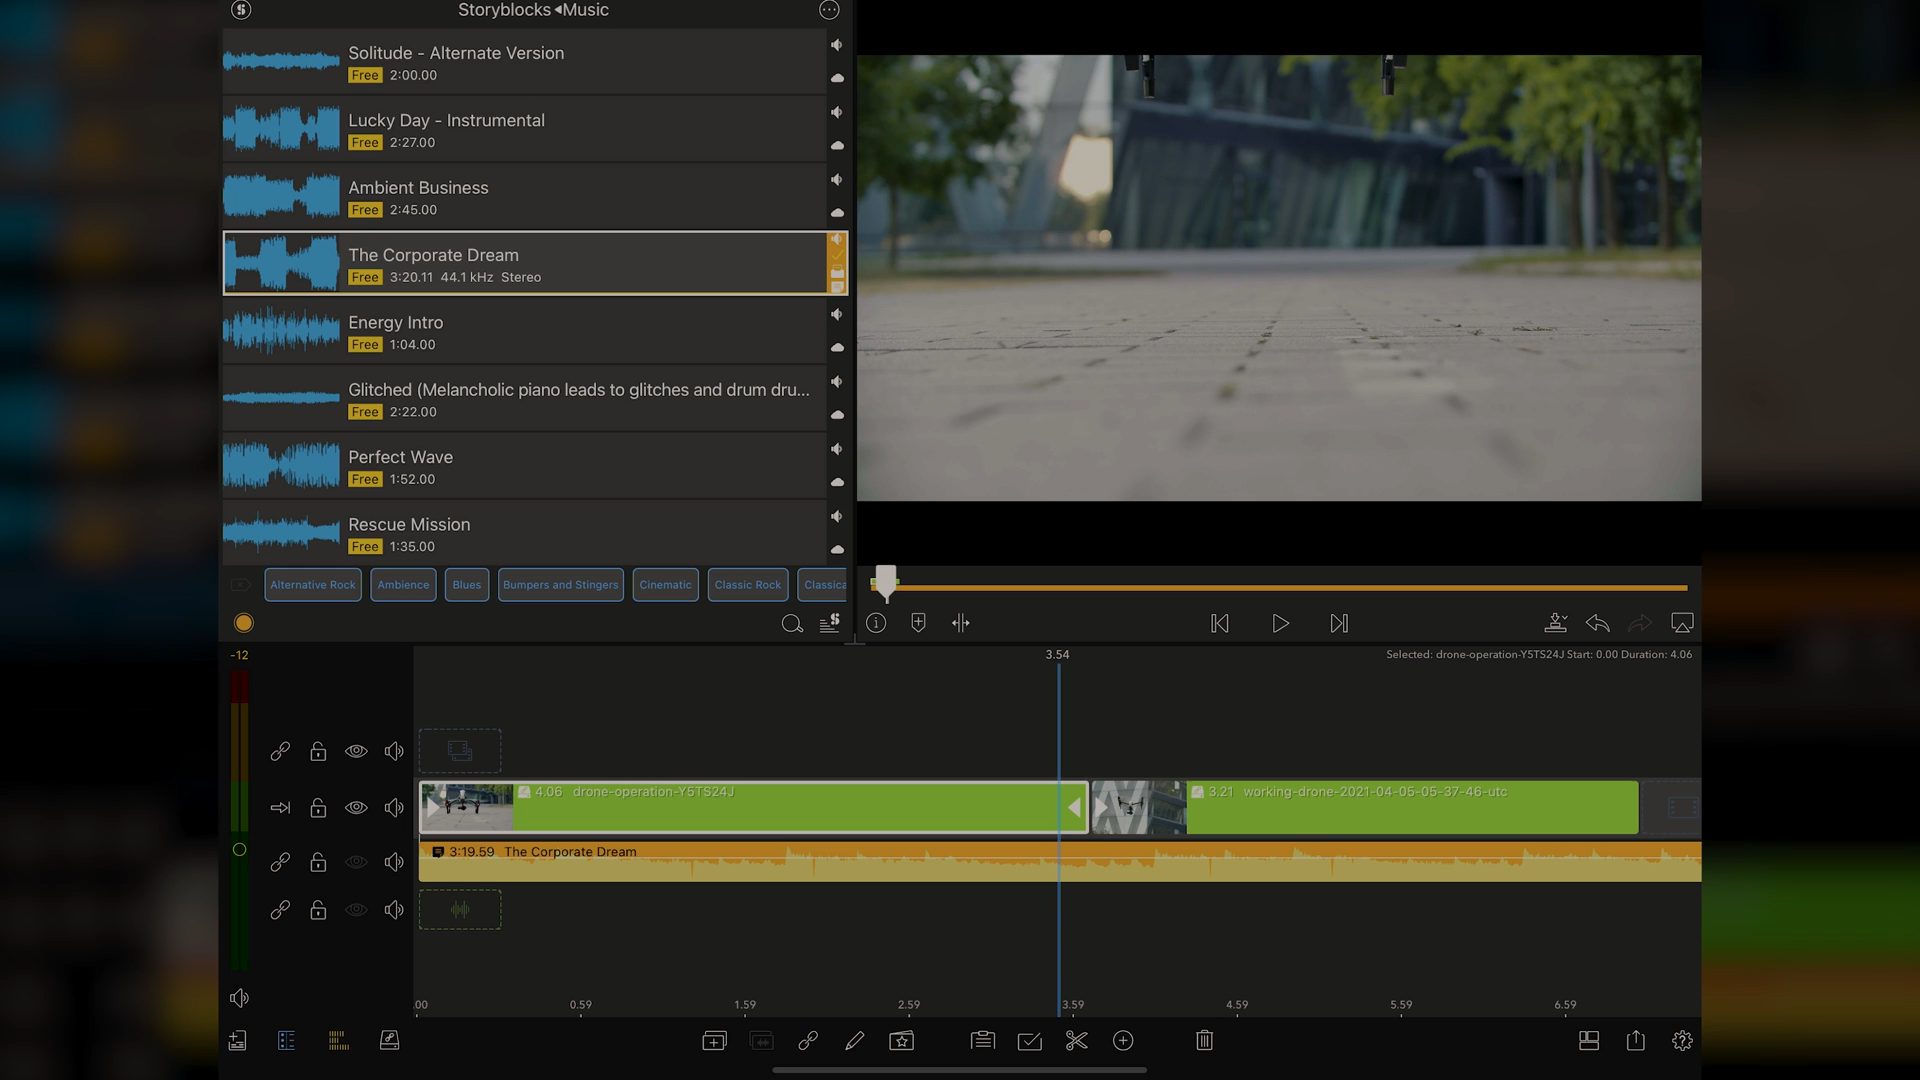 Storyblocks ◂Music
Solitude - Alternate Version
Free 2:00.00
Lucky Day - Instrumental
Free 2:27.00
Ambient Business
Free 2:45.00
The Corporate Dream
Free 3:20.11 44.1 kHz Stereo
Energy Intro
Free 1:04.00
Glitched (Melancholic piano leads to glitches and drum dru...
Free 2:22.00
Perfect Wave
Free 1:52.00
Rescue Mission
Free 1:35.00
Alternative Rock Ambience Blues Bumpers and Stingers Cinematic Classic Rock Classica
-12
3.54
Selected: drone-operation-Y5TS24J Start: 0.00 Duration: 4.06
4.06 drone-operation-Y5TS24J
3.21 working-drone-2021-04-05-05-37-46-utc
3:19.59 The Corporate Dream
.00 0.59 1.59 2.59 3.59 4.59 5.59 6.59